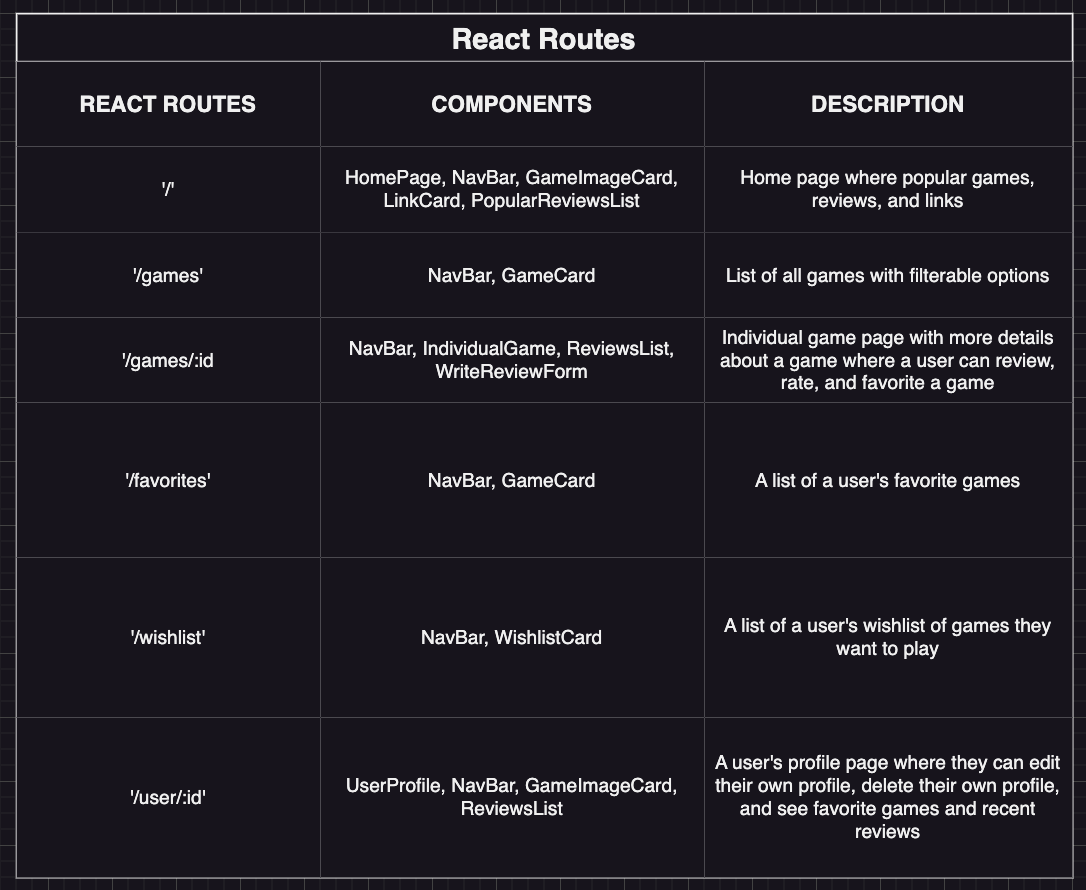 React Routes
REACT ROUTES
COMPONENTS
DESCRIPTION
'/'
HomePage, NavBar, GameImageCard,
LinkCard, PopularReviewsList
Home page where popular games,
reviews, and links
'/games'
NavBar, GameCard
List of all games with filterable options
'/games/:id
NavBar, IndividualGame, ReviewsList,
WriteReviewForm
Individual game page with more details
about a game where a user can review,
rate, and favorite a game
'/favorites'
NavBar, GameCard
A list of a user's favorite games
'/wishlist'
NavBar, WishlistCard
A list of a user's wishlist of games they
want to play
'/user/:id'
UserProfile, NavBar, GameImageCard,
ReviewsList
A user's profile page where they can edit
their own profile, delete their own profile,
and see favorite games and recent
reviews